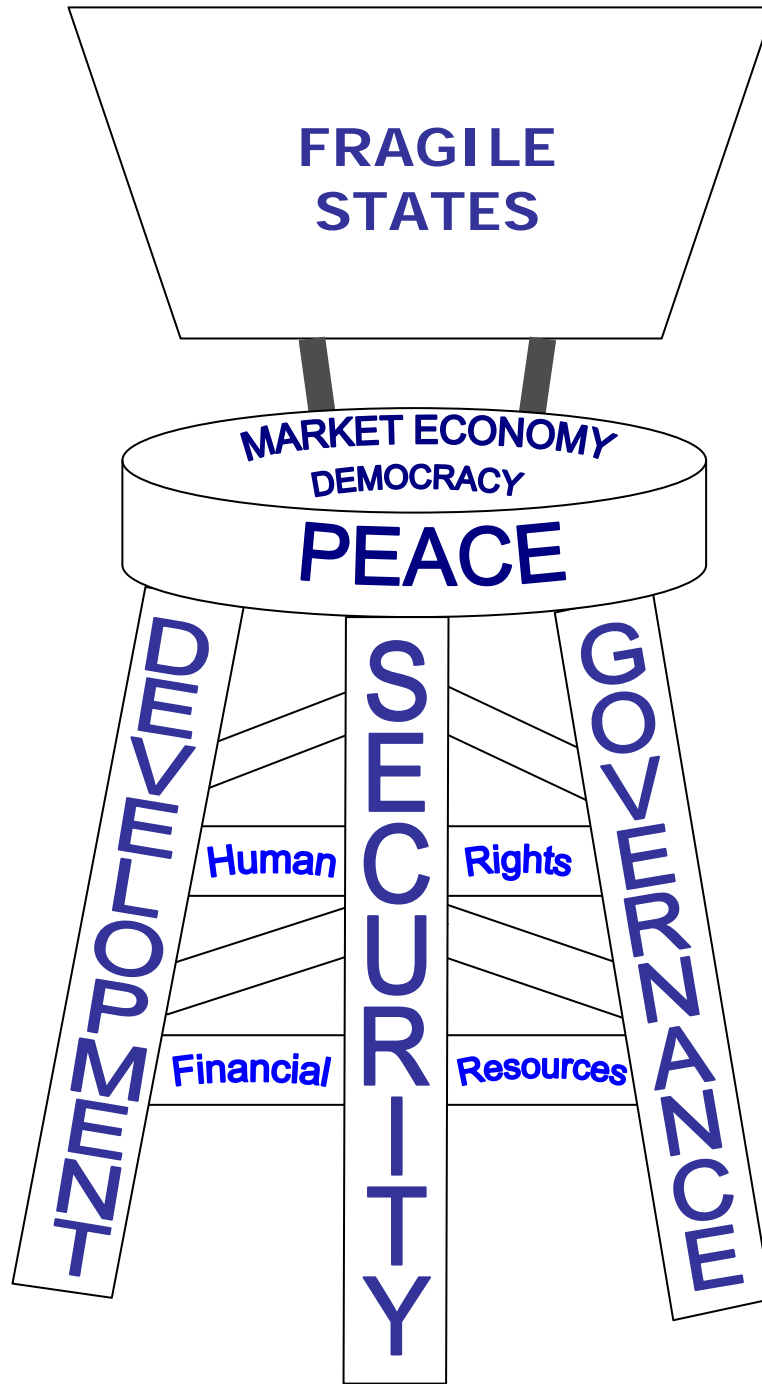 FRAGILE
STATES
MARKET ECONOMY
DEMOCRACY
PEACE
DEVELOPMENT
SECURITY
GOVERNANCE
Human Rights
Financial Resources